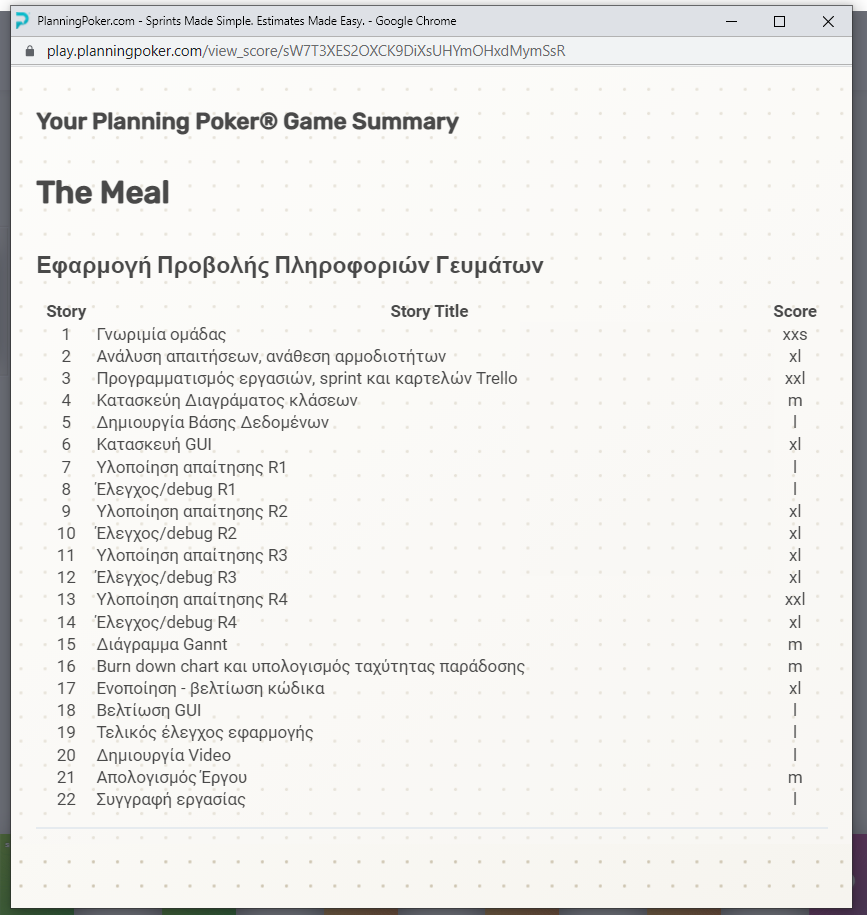 PlanningPoker.com - Sprints Made Simple. Estimates Made Easy. - Google Chrome
play.planningpoker.com/view_score/sW7T3XES2OXCK9DiXsUHYmOHxdMymSsR
Your Planning Poker® Game Summary
The Meal
Εφαρμογή Προβολής Πληροφοριών Γευμάτων
Story Story Title Score
1 Γνωριμία ομάδας xxs
2 Ανάλυση απαιτήσεων, ανάθεση αρμοδιοτήτων xl
3 Προγραμματισμός εργασιών, sprint και καρτελών Trello xxl
4 Κατασκεύη Διαγράματος κλάσεων m
5 Δημιουργία Βάσης Δεδομένων l
6 Κατασκευή GUI xl
7 Υλοποίηση απαίτησης R1 l
8 Έλεγχος/debug R1 l
9 Υλοποίηση απαίτησης R2 xl
10 Έλεγχος/debug R2 xl
11 Υλοποίηση απαίτησης R3 xl
12 Έλεγχος/debug R3 xl
13 Υλοποίηση απαίτησης R4 xxl
14 Έλεγχος/debug R4 xl
15 Διάγραμμα Gannt m
16 Burn down chart και υπολογισμός ταχύτητας παράδοσης m
17 Ενοποίηση - βελτίωση κώδικα xl
18 Βελτίωση GUI l
19 Τελικός έλεγχος εφαρμογής l
20 Δημιουργία Video l
21 Απολογισμός Έργου m
22 Συγγραφή εργασίας l